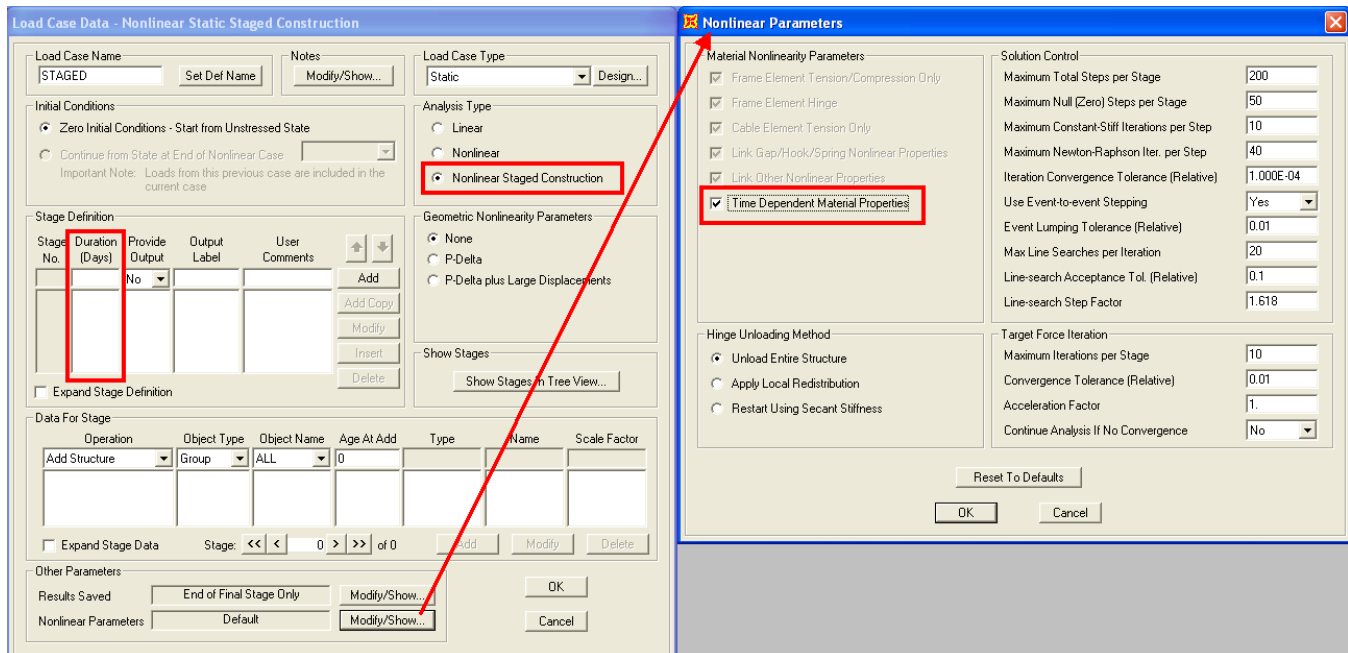 Load Case Data - Nonlinear Static Staged Construction
Load Case Name
STAGED
Set Def Name
Notes
Modify/Show...
Load Case Type
Static
Design...
Initial Conditions
Zero Initial Conditions - Start from Unstressed State
Continue from State at End of Nonlinear Case
Important Note: Loads from this previous case are included in the
current case
Analysis Type
Linear
Nonlinear
Nonlinear Staged Construction
Stage Definition
Stage Duration Provide Output User
No. (Days) Output Label Comments
No
Add
Add Copy
Modify
Insert
Delete
Expand Stage Definition
Geometric Nonlinearity Parameters
None
P-Delta
P-Delta plus Large Displacements
Show Stages
Show Stages In Tree View...
Data For Stage
Operation Object Type Object Name Age At Add Type Name Scale Factor
Add Structure Group ALL 0
Expand Stage Data Stage: << < 0 > >> of 0 Add Modify Delete
Other Parameters
Results Saved End of Final Stage Only Modify/Show...
Nonlinear Parameters Default Modify/Show...
OK
Cancel
Nonlinear Parameters
Material Nonlinearity Parameters
Frame Element Tension/Compression Only
Frame Element Hinge
Cable Element Tension Only
Link Gap/Hook/Spring Nonlinear Properties
Link Other Nonlinear Properties
Time Dependent Material Properties
Solution Control
Maximum Total Steps per Stage 200
Maximum Null (Zero) Steps per Stage 50
Maximum Constant-Stiff Iterations per Step 10
Maximum Newton-Raphson Iter. per Step 40
Iteration Convergence Tolerance (Relative) 1.000E-04
Use Event-to-event Stepping Yes
Event Lumping Tolerance (Relative) 0.01
Max Line Searches per Iteration 20
Line-search Acceptance Tol. (Relative) 0.1
Line-search Step Factor 1.618
Hinge Unloading Method
Unload Entire Structure
Apply Local Redistribution
Restart Using Secant Stiffness
Target Force Iteration
Maximum Iterations per Stage 10
Convergence Tolerance (Relative) 0.01
Acceleration Factor 1.
Continue Analysis If No Convergence No
Reset To Defaults
OK
Cancel